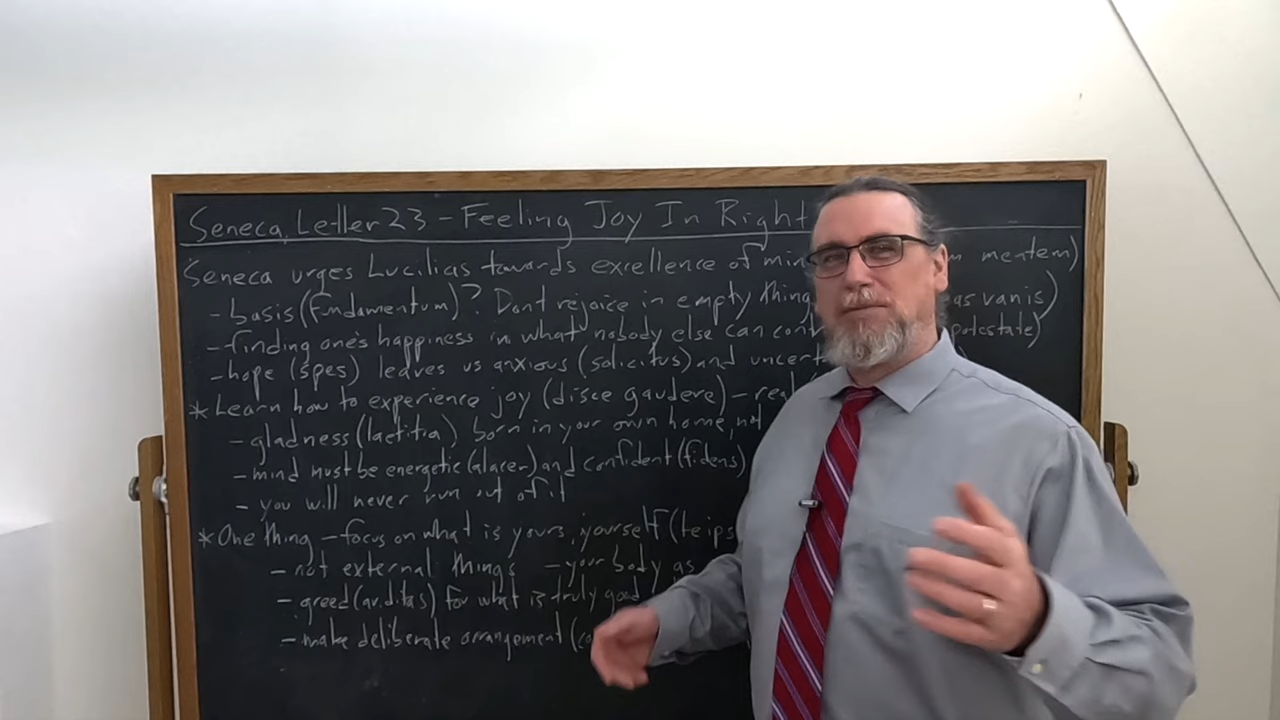 Seneca, Letter 23 - Feeling Joy In Right
Seneca urges Lucilius towards excellence of min mentem)
- basis (fundamentum)? Dont rejoice in empty thing as vanis)
- finding one's happiness in what nobody else can cont potestate)
- hope (spes) leaves us anxious (solicitus) and uncert
* Learn how to experience joy (disce gaudere) - rea
- gladness (laetitia) born in your own home, not
- mind must be energetic (alacer) and confident (fidens)
- you will never run out of it
* One thing - focus on what is yours, yourself (te ips
- not external things - your body as
- greed (aviditas) for what is truly good
- make deliberate arrangement (co